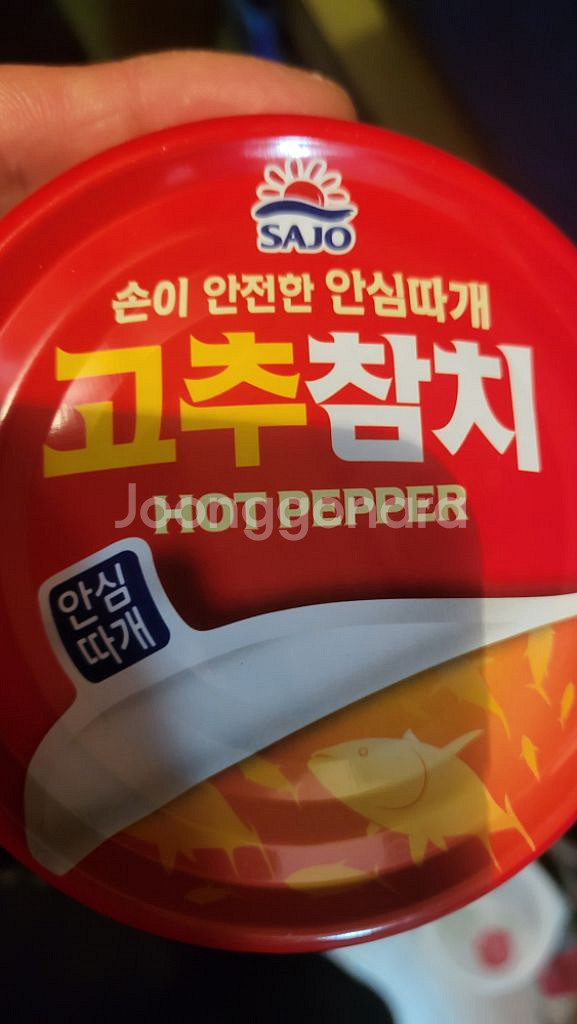 SAJO
손이 안전한 안심따개
고추참치
HOT PEPPER
Joonggonara
안심
따개